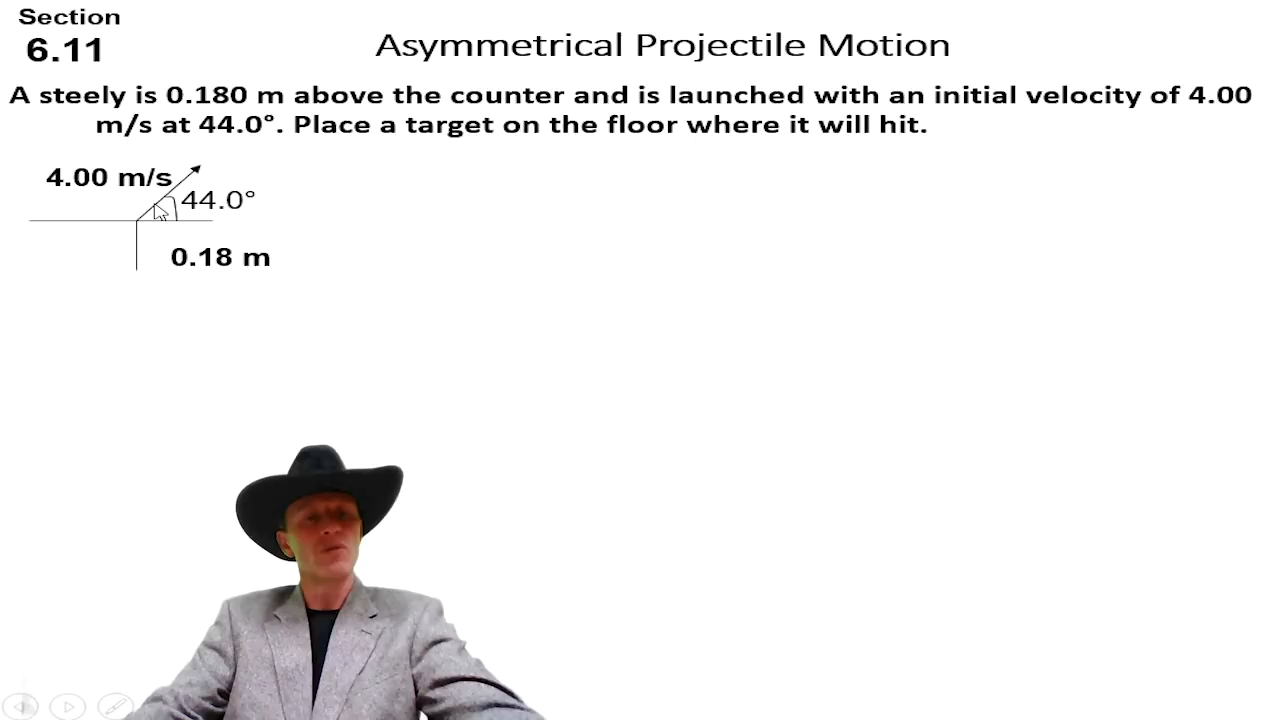 Section
6.11
Asymmetrical Projectile Motion
A steely is 0.180 m above the counter and is launched with an initial velocity of 4.00
m/s at 44.0°. Place a target on the floor where it will hit.
4.00 m/s
44.0°
0.18 m